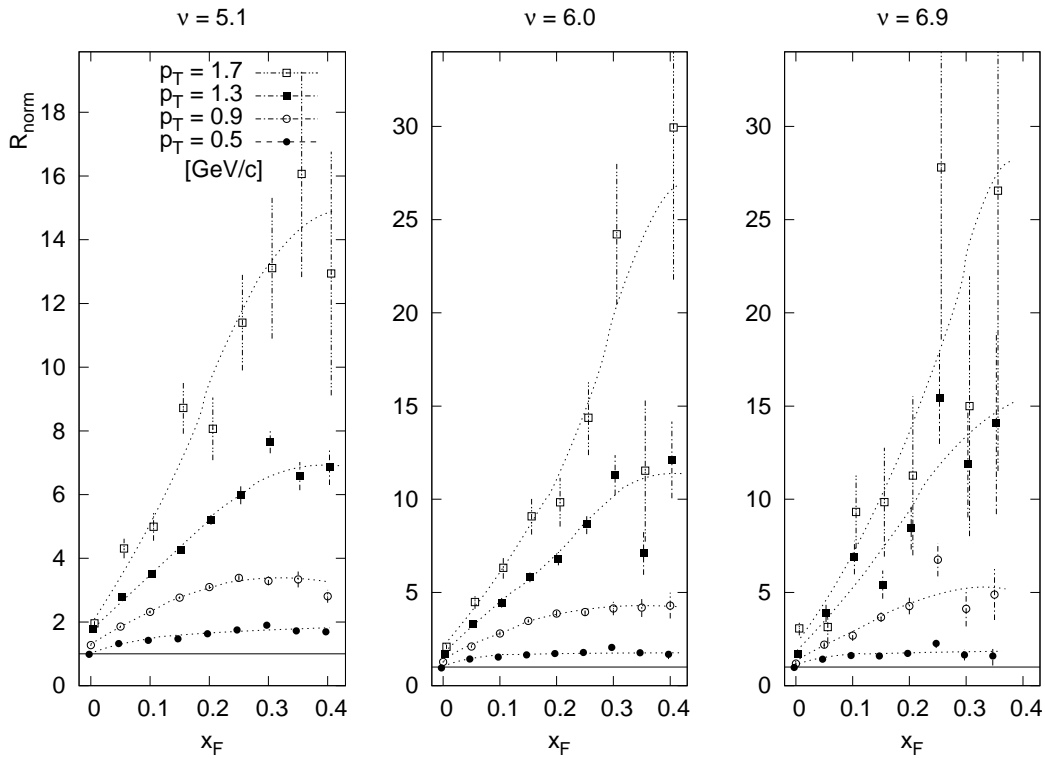 ν = 5.1
ν = 6.0
ν = 6.9
R_norm
p_T = 1.7
p_T = 1.3
p_T = 0.9
p_T = 0.5
[GeV/c]
18
16
14
12
10
8
6
4
2
0
0 0.1 0.2 0.3 0.4
x_F
30
25
20
15
10
5
0
0 0.1 0.2 0.3 0.4
x_F
30
25
20
15
10
5
0
0 0.1 0.2 0.3 0.4
x_F